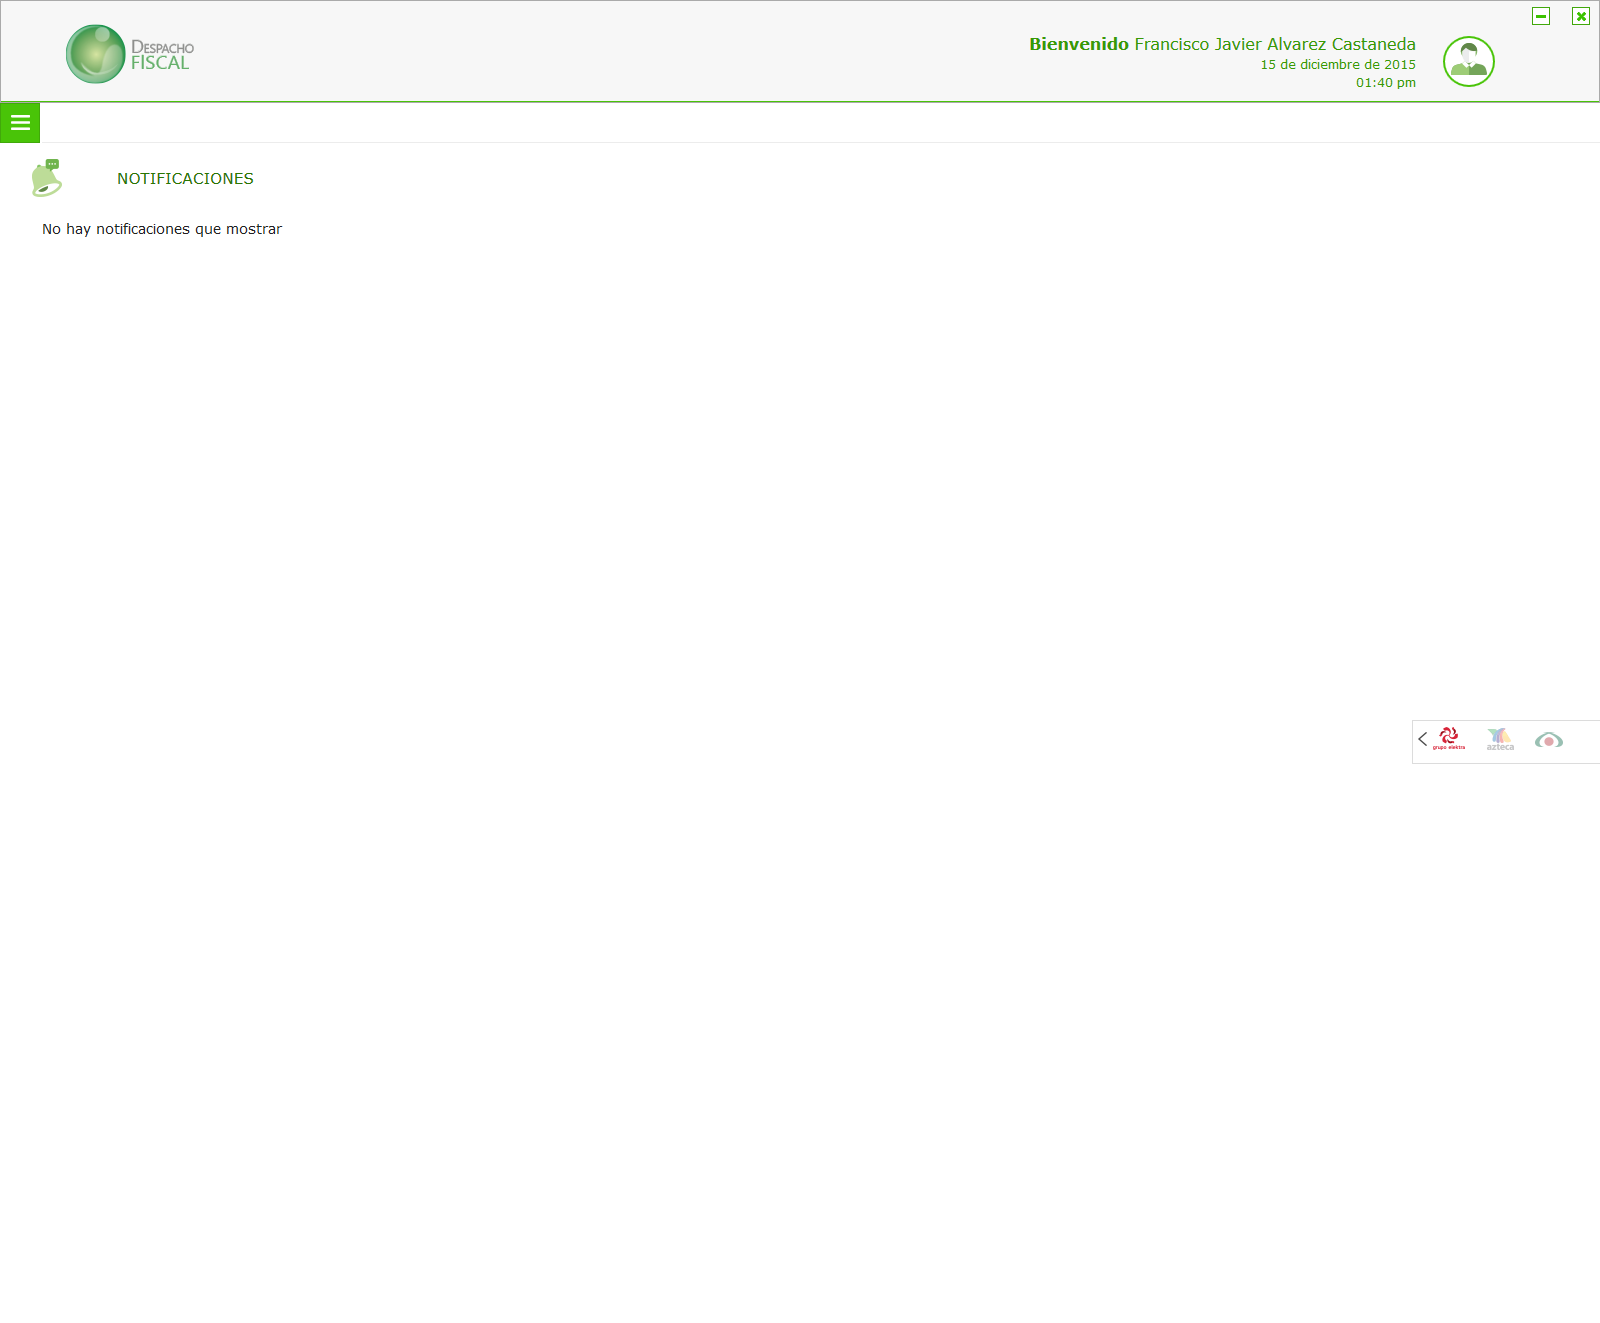 DESPACHO
FISCAL
Bienvenido Francisco Javier Alvarez Castaneda
15 de diciembre de 2015
01:40 pm
NOTIFICACIONES
No hay notificaciones que mostrar
grupo elektra
azteca